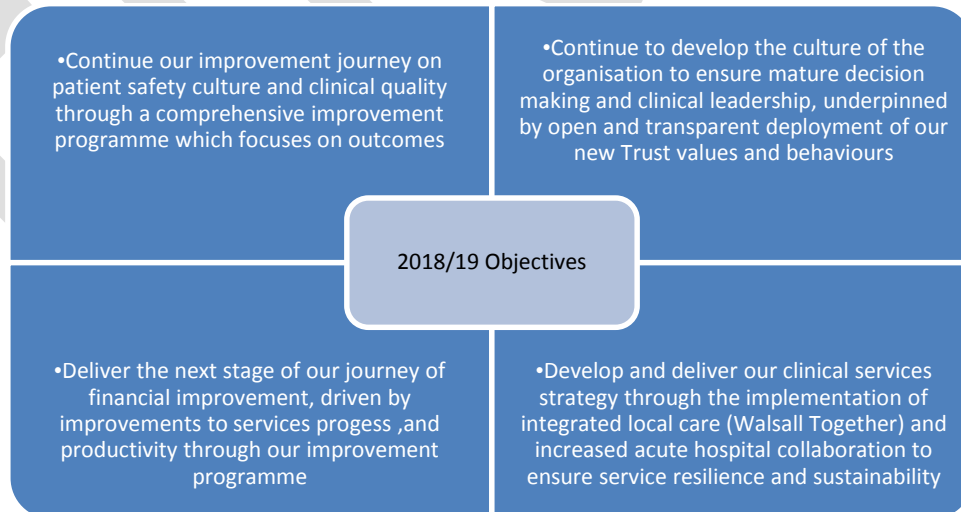 •Continue our improvement journey on
patient safety culture and clinical quality
through a comprehensive improvement
programme which focuses on outcomes
•Continue to develop the culture of the
organisation to ensure mature decision
making and clinical leadership, underpinned
by open and transparent deployment of our
new Trust values and behaviours
2018/19 Objectives
•Deliver the next stage of our journey of
financial improvement, driven by
improvements to services progess ,and
productivity through our improvement
programme
•Develop and deliver our clinical services
strategy through the implementation of
integrated local care (Walsall Together) and
increased acute hospital collaboration to
ensure service resilience and sustainability